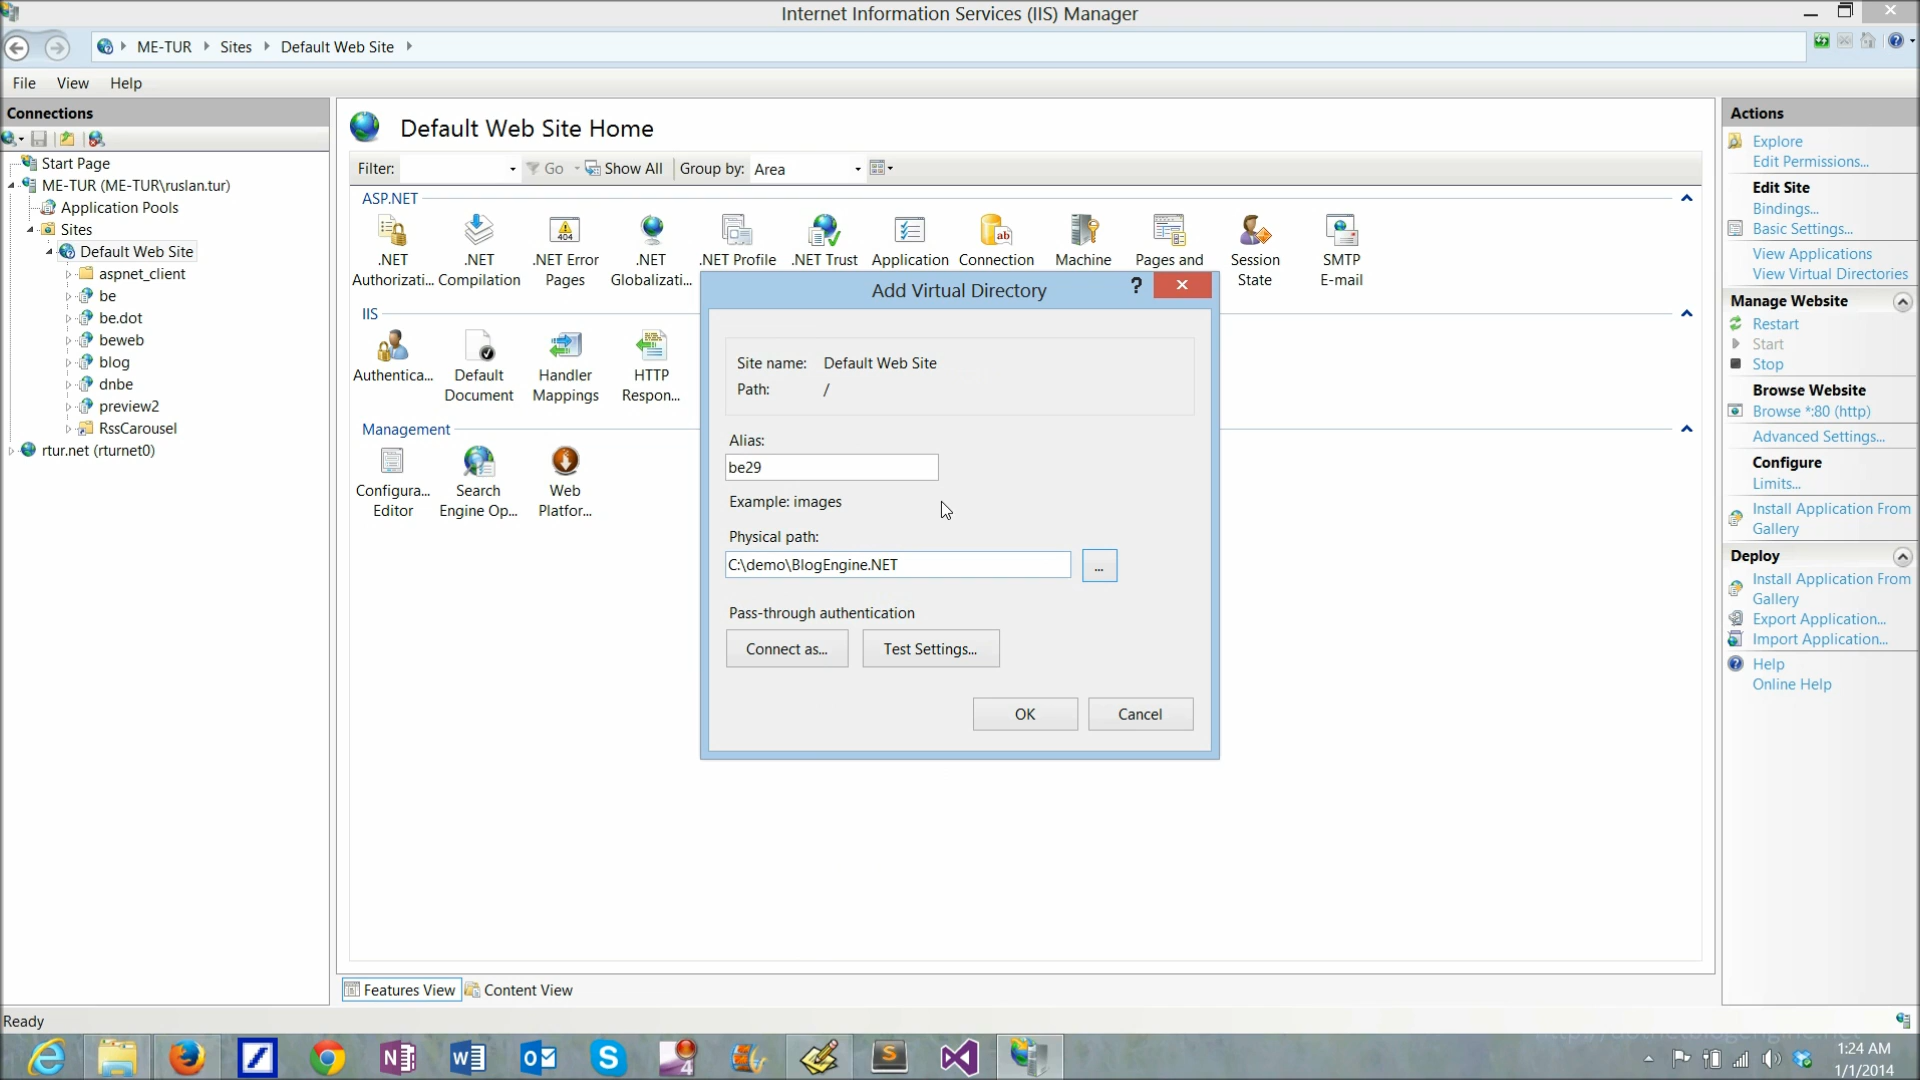 Internet Information Services (IIS) Manager
ME-TUR
Sites
Default Web Site
File
View
Help
Connections
Start Page
ME-TUR (ME-TUR\ruslan.tur)
Application Pools
Sites
Default Web Site
aspnet_client
be
be.dot
beweb
blog
dnbe
preview2
RssCarousel
rtur.net (rturnet0)
Default Web Site Home
Filter:
Go
Show All
Group by:
Area
ASP.NET
.NET
Authorizati...
.NET
Compilation
.NET Error
Pages
.NET
Globalizati...
.NET Profile
.NET Trust
Application
Connection
Machine
Pages and
Session
State
SMTP
E-mail
IIS
Authentica...
Default
Document
Handler
Mappings
HTTP
Respon...
Management
Configura...
Editor
Search
Engine Op...
Web
Platfor...
Add Virtual Directory
?
Site name:
Default Web Site
Path:
/
Alias:
be29
Example: images
Physical path:
C:\demo\BlogEngine.NET
...
Pass-through authentication
Connect as...
Test Settings...
OK
Cancel
Features View
Content View
Actions
Explore
Edit Permissions...
Edit Site
Bindings...
Basic Settings...
View Applications
View Virtual Directories
Manage Website
Restart
Start
Stop
Browse Website
Browse *:80 (http)
Advanced Settings...
Configure
Limits...
Install Application From
Gallery
Deploy
Install Application From
Gallery
Export Application...
Import Application...
Help
Online Help
Ready
1:24 AM
1/1/2014